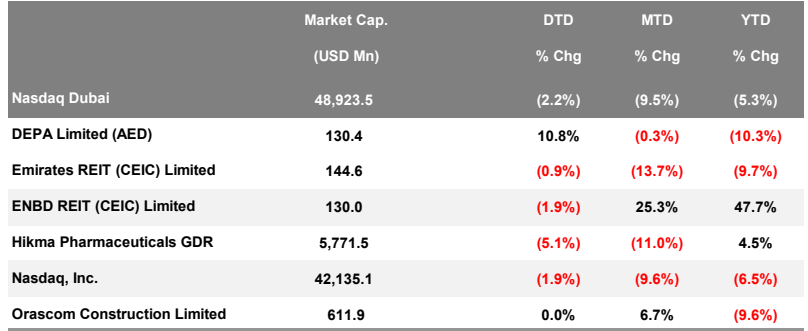 Market Cap. DTD MTD YTD
(USD Mn) % Chg % Chg % Chg
Nasdaq Dubai 48,923.5 (2.2%) (9.5%) (5.3%)
DEPA Limited (AED) 130.4 10.8% (0.3%) (10.3%)
Emirates REIT (CEIC) Limited 144.6 (0.9%) (13.7%) (9.7%)
ENBD REIT (CEIC) Limited 130.0 (1.9%) 25.3% 47.7%
Hikma Pharmaceuticals GDR 5,771.5 (5.1%) (11.0%) 4.5%
Nasdaq, Inc. 42,135.1 (1.9%) (9.6%) (6.5%)
Orascom Construction Limited 611.9 0.0% 6.7% (9.6%)